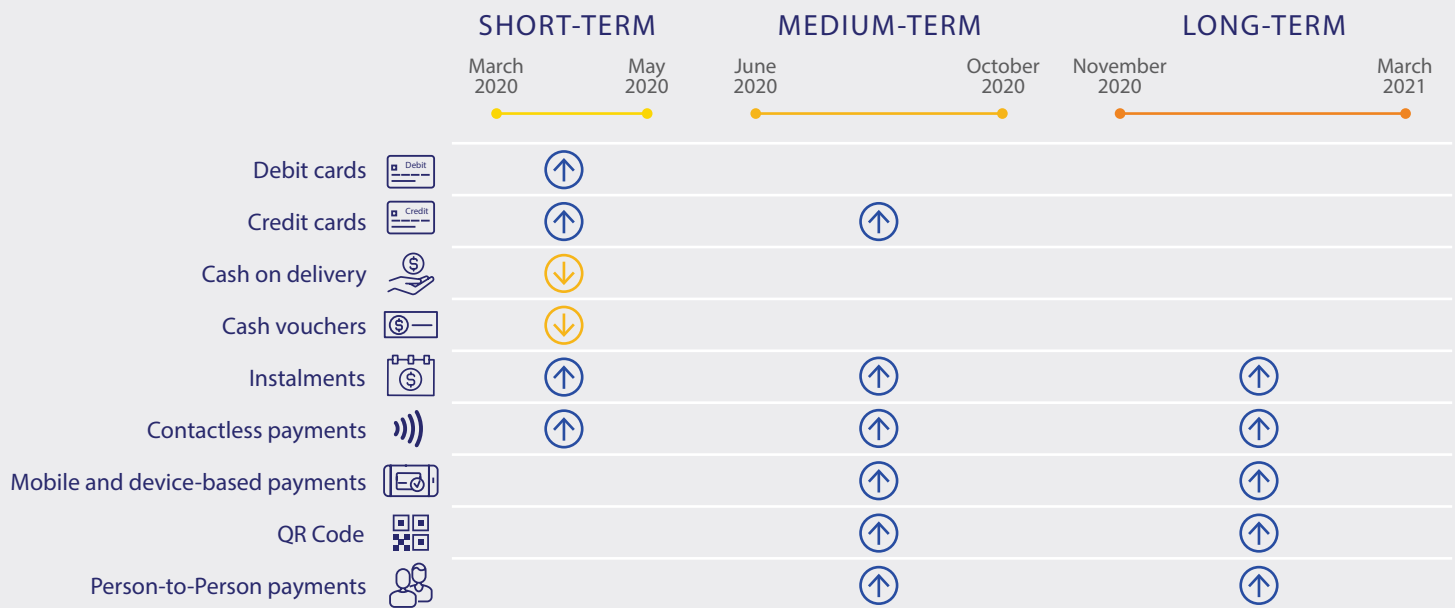 SHORT-TERM MEDIUM-TERM LONG-TERM
March May June October November March
2020 2020 2020 2020 2020 2021
Debit cards Debit
Credit cards Credit
Cash on delivery $
Cash vouchers $
Instalments $
Contactless payments
Mobile and device-based payments
QR Code
Person-to-Person payments